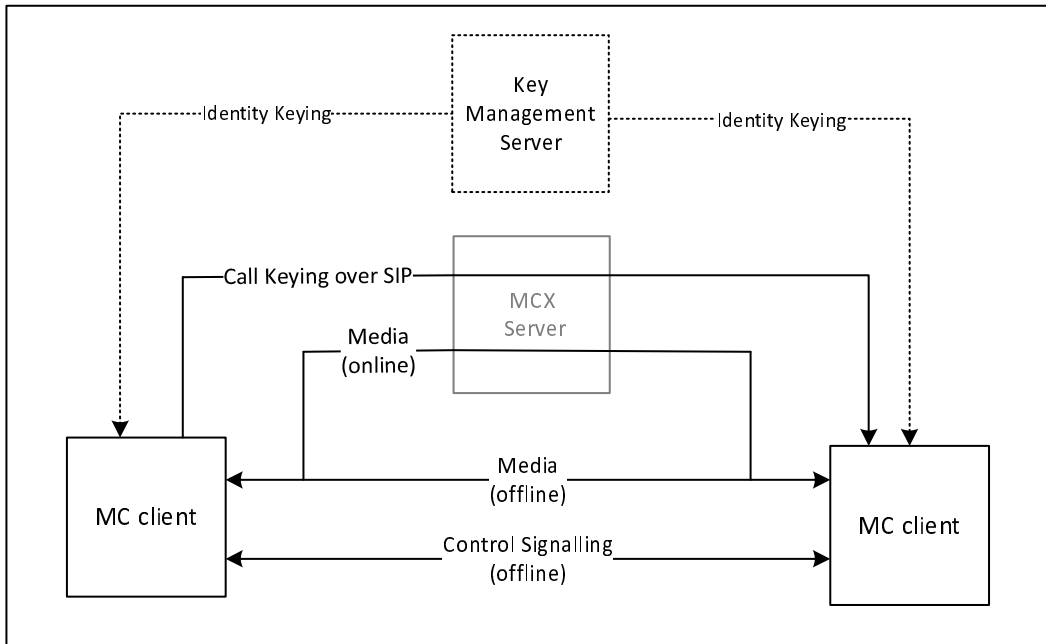 Key
Management
Server
Identity Keying
Identity Keying
Call Keying over SIP
MCX
Server
Media
(online)
Media
(offline)
MC client
MC client
Control Signalling
(offline)